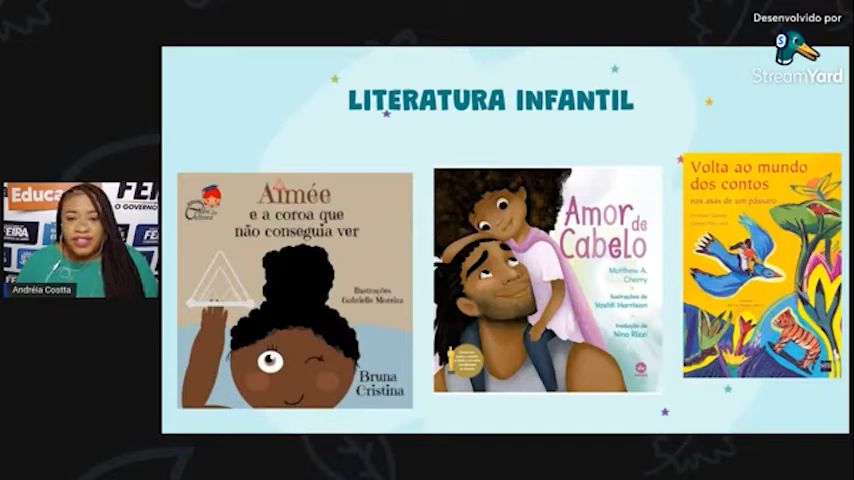 Desenvolvido por
StreamYard
LITERATURA INFANTIL
Educa
FEIRA
O GOVERNO
FEIRA
Andréia Costta
Aimée
e a coroa que
não conseguia ver
Ilustrações
Gabrielle Moreira
Bruna
Cristina
Amor de
Cabelo
Matthew A.
Cherry
Ilustrações de
Vashti Harrison
tradução de
Nina Rizzi
Volta ao mundo
dos contos
nas asas de um pássaro